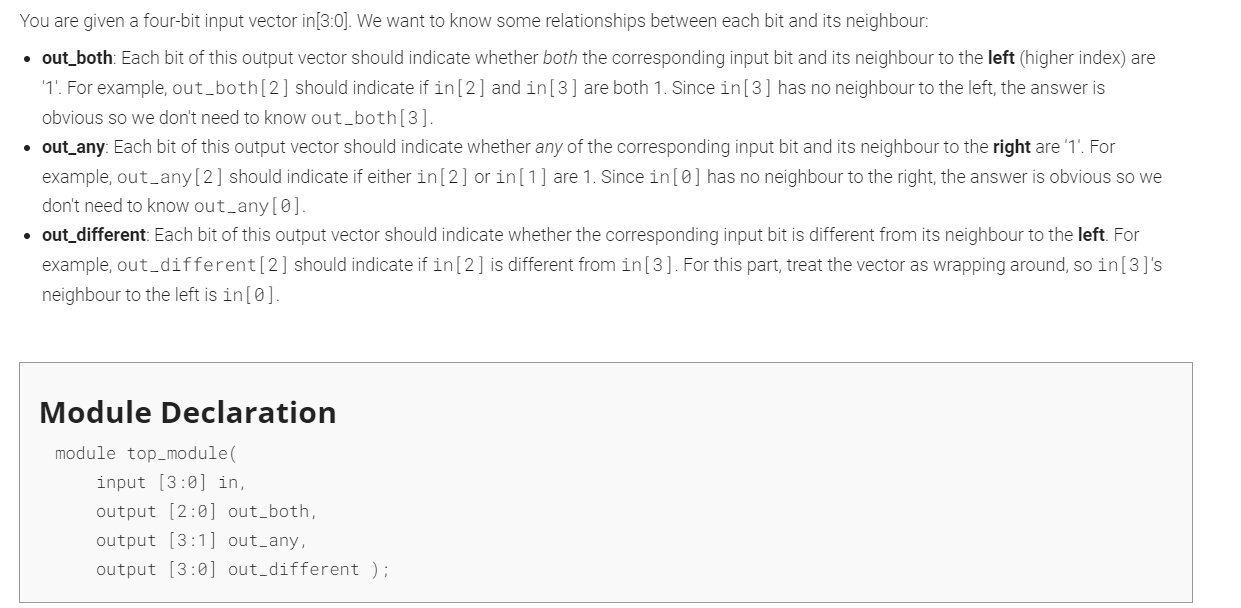 You are given a four-bit input vector in[3:0]. We want to know some relationships between each bit and its neighbour:
• out_both: Each bit of this output vector should indicate whether both the corresponding input bit and its neighbour to the left (higher index) are
'1'. For example, out_both[2] should indicate if in[2] and in[3] are both 1. Since in[3] has no neighbour to the left, the answer is
obvious so we don't need to know out_both[3].
• out_any: Each bit of this output vector should indicate whether any of the corresponding input bit and its neighbour to the right are '1'. For
example, out_any[2] should indicate if either in[2] or in[1] are 1. Since in[0] has no neighbour to the right, the answer is obvious so we
don't need to know out_any[0].
• out_different: Each bit of this output vector should indicate whether the corresponding input bit is different from its neighbour to the left. For
example, out_different[2] should indicate if in[2] is different from in[3]. For this part, treat the vector as wrapping around, so in[3]'s
neighbour to the left is in[0].
Module Declaration
module top_module(
    input [3:0] in,
    output [2:0] out_both,
    output [3:1] out_any,
    output [3:0] out_different );